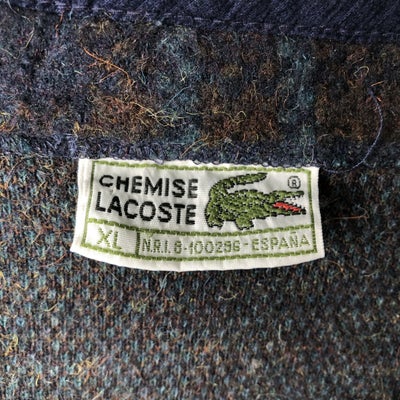 CHEMISE
LACOSTE ®
XL N.R.I. 8-100296-ESPAÑA